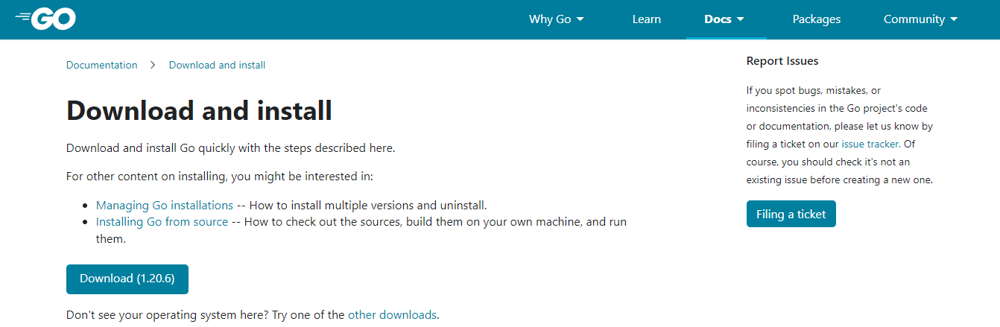 GO
Why Go
Learn
Docs
Packages
Community
Documentation > Download and install
Download and install
Download and install Go quickly with the steps described here.
For other content on installing, you might be interested in:
• Managing Go installations -- How to install multiple versions and uninstall.
• Installing Go from source -- How to check out the sources, build them on your own machine, and run
them.
Download (1.20.6)
Don't see your operating system here? Try one of the other downloads.
Report Issues
If you spot bugs, mistakes, or
inconsistencies in the Go project's code
or documentation, please let us know by
filing a ticket on our issue tracker. Of
course, you should check it's not an
existing issue before creating a new one.
Filing a ticket